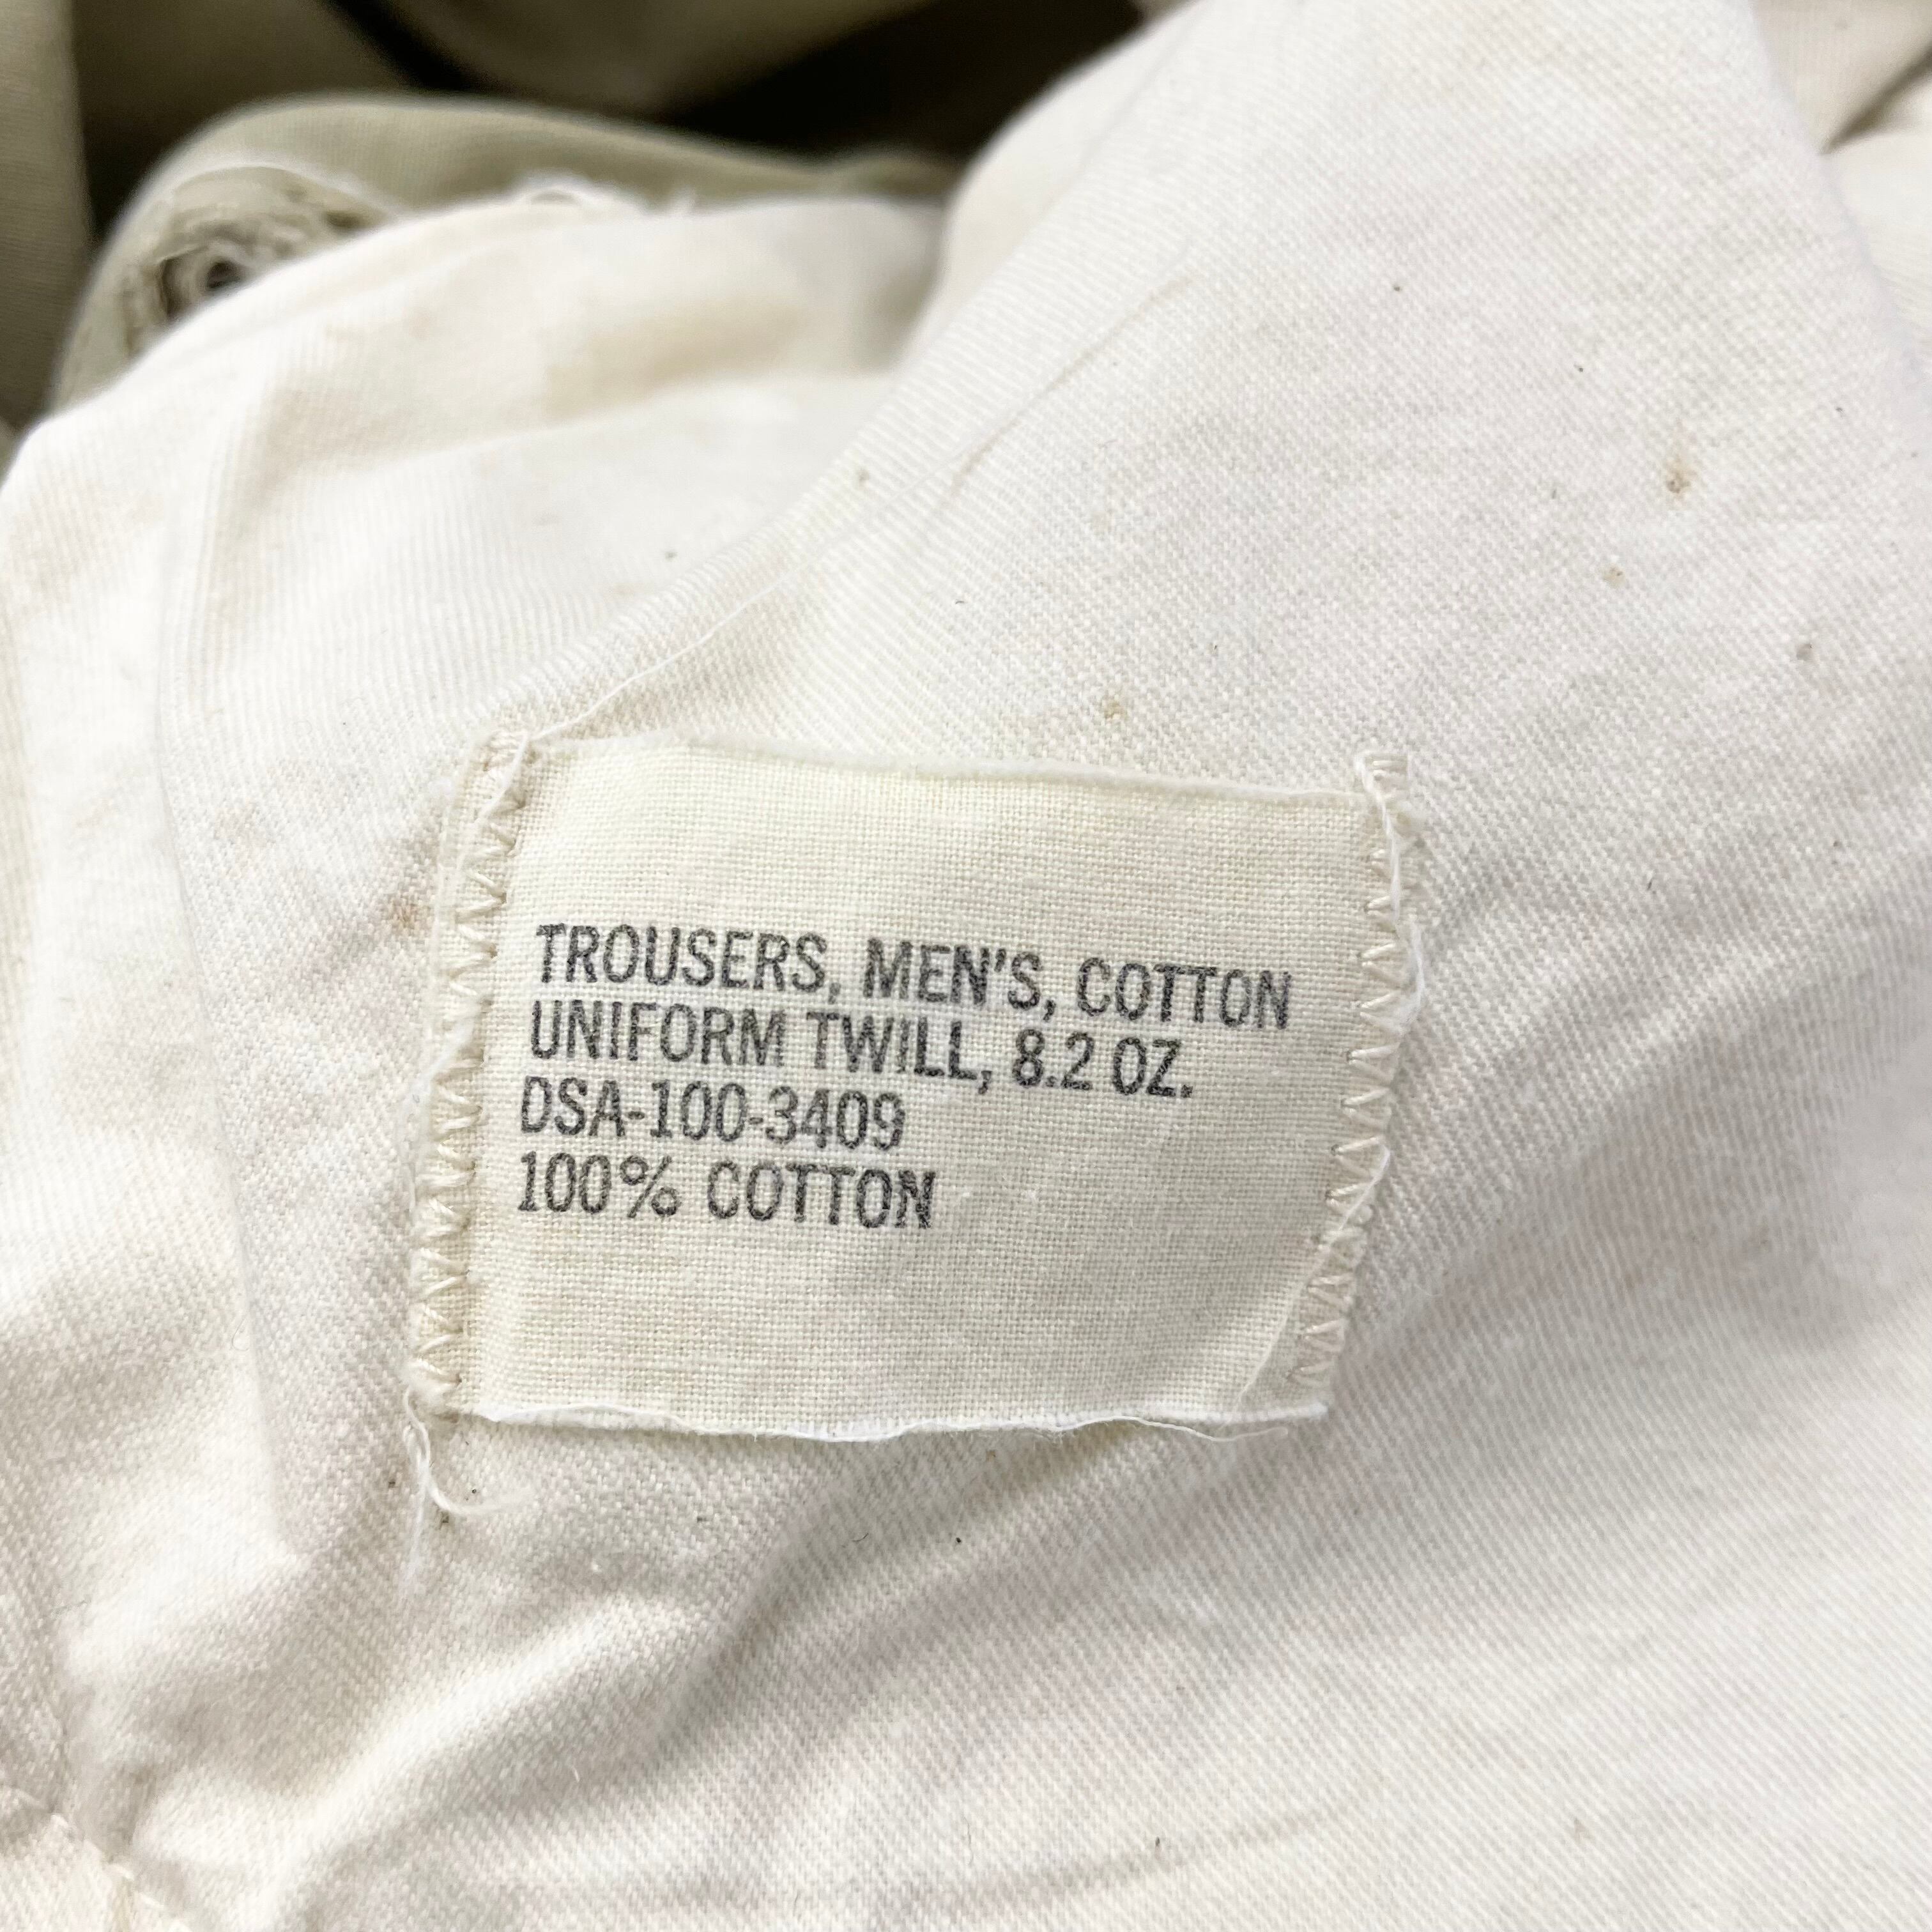 TROUSERS, MEN'S, COTTON
UNIFORM TWILL, 8.2 OZ.
DSA-100-3409
100% COTTON